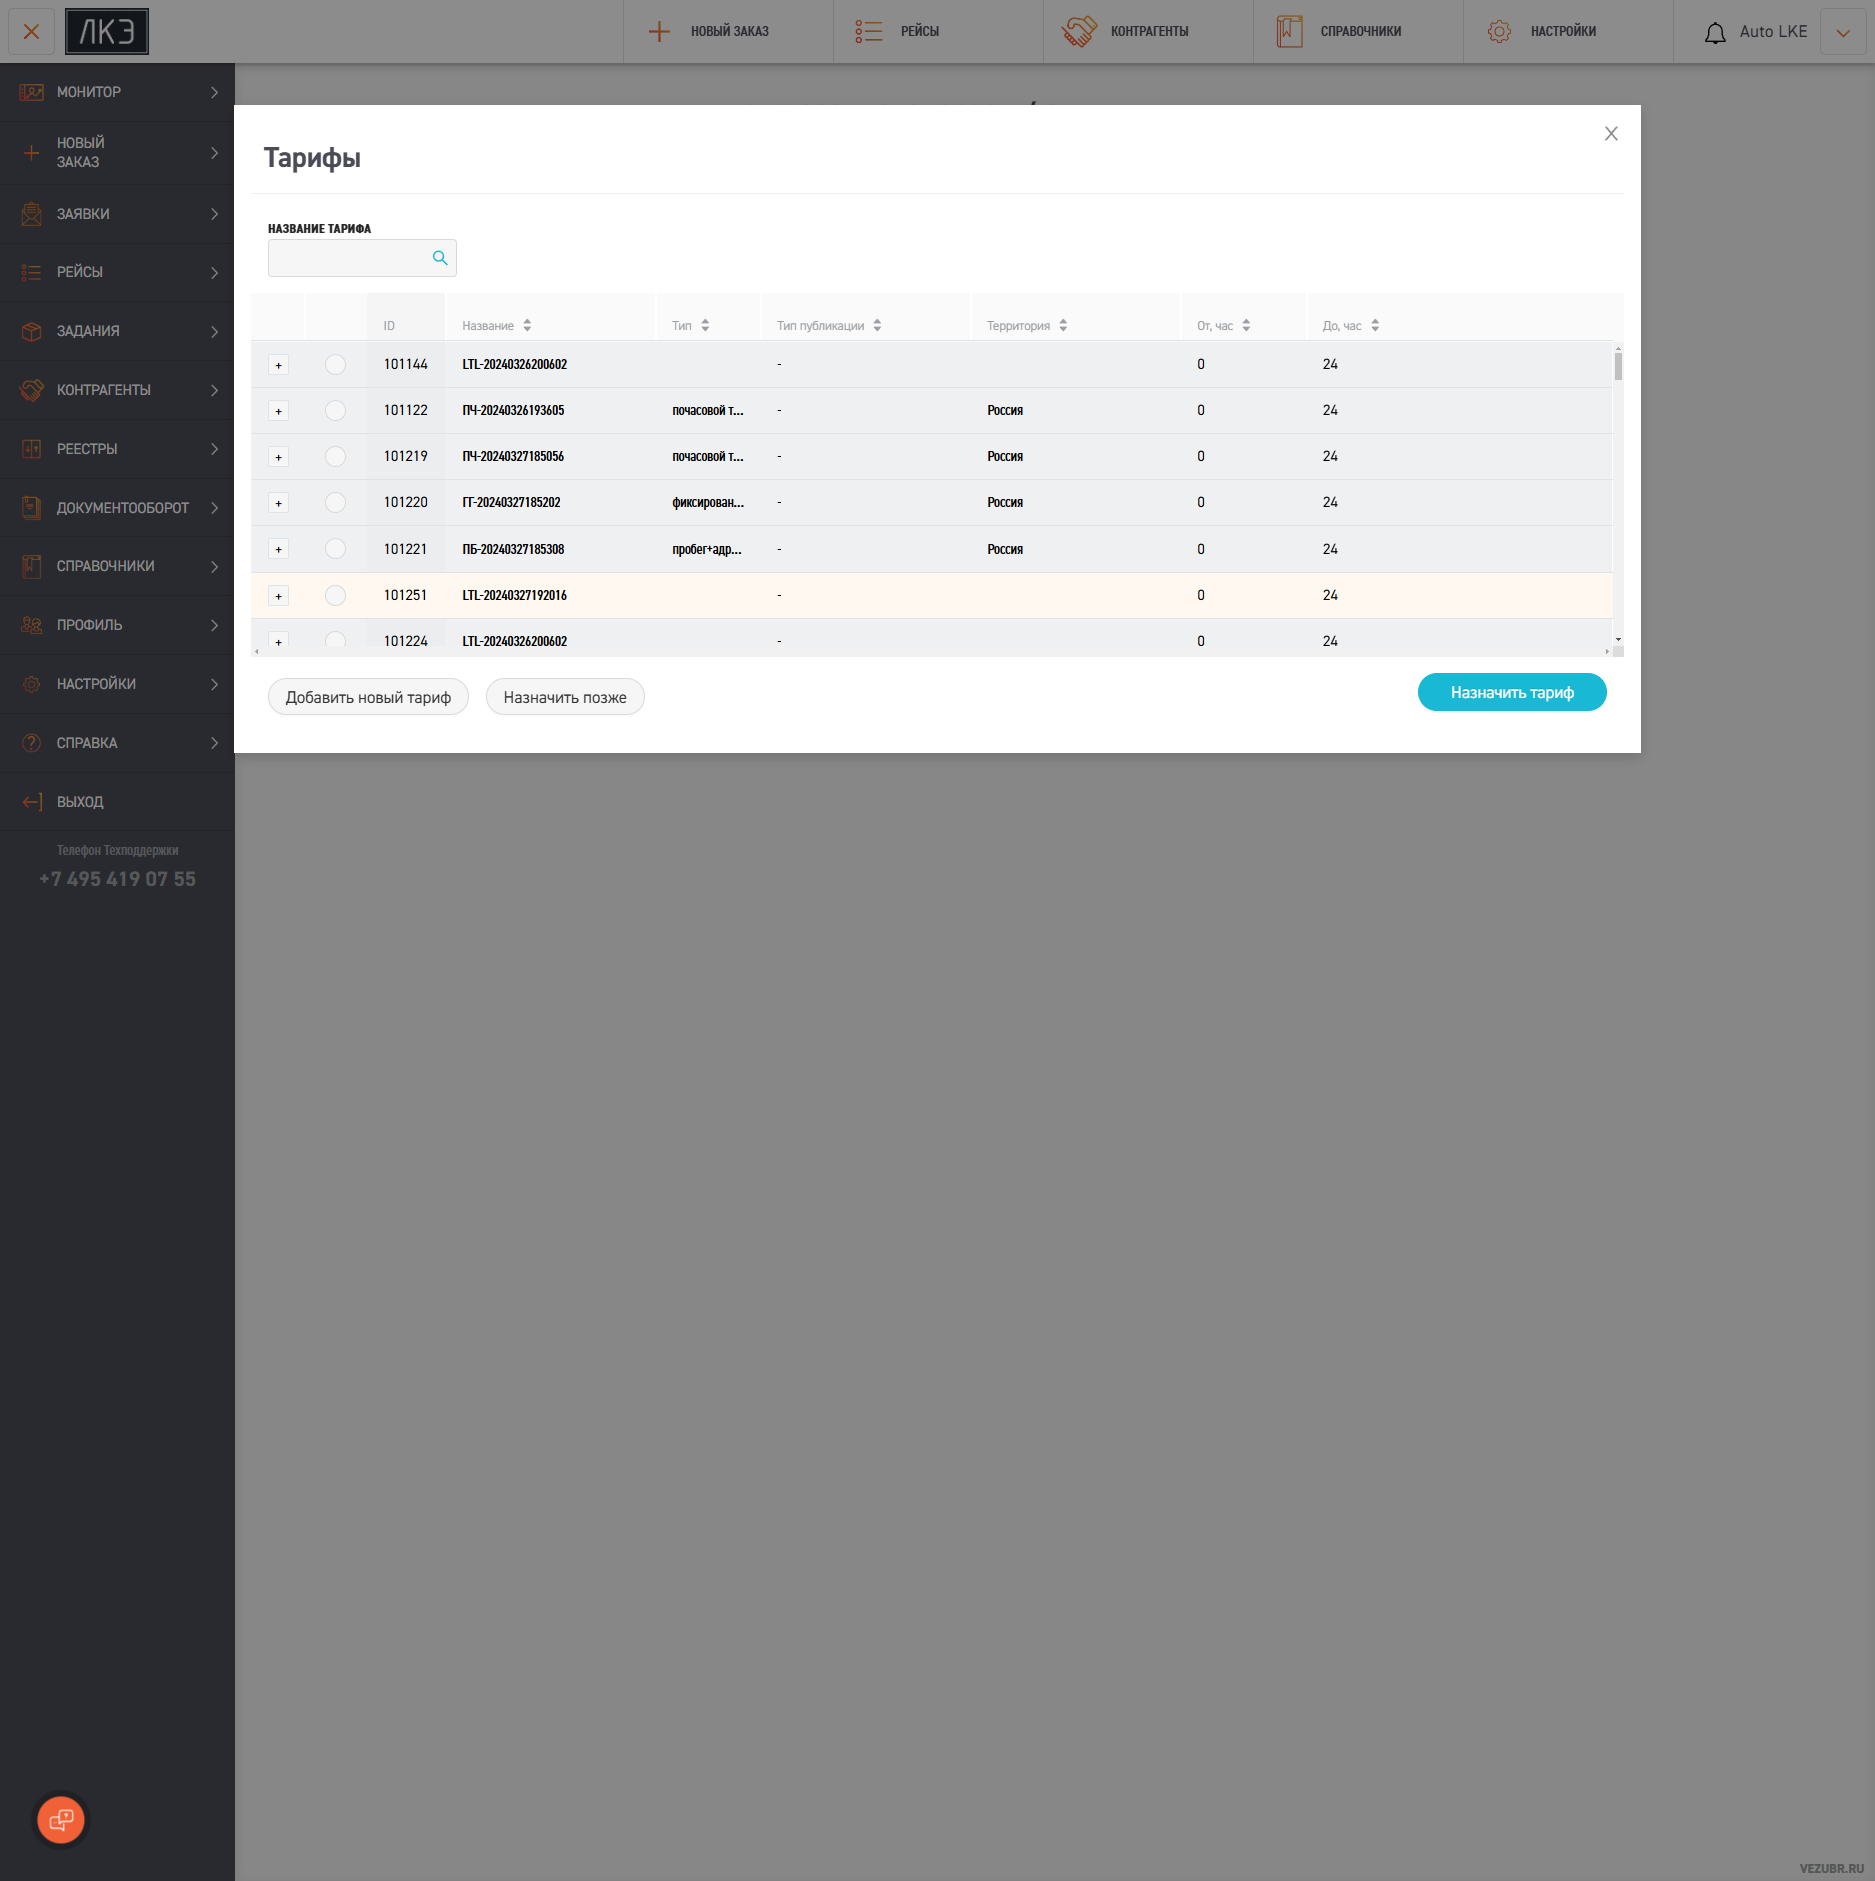 ЛКЭ
НОВЫЙ ЗАКАЗ
РЕЙСЫ
КОНТРАГЕНТЫ
СПРАВОЧНИКИ
НАСТРОЙКИ
Auto LKE
МОНИТОР
НОВЫЙ
ЗАКАЗ
ЗАЯВКИ
РЕЙСЫ
ЗАДАНИЯ
КОНТРАГЕНТЫ
РЕЕСТРЫ
ДОКУМЕНТООБОРОТ
СПРАВОЧНИКИ
ПРОФИЛЬ
НАСТРОЙКИ
СПРАВКА
ВЫХОД
Телефон Техподдержки
+7 495 419 07 55
Тарифы
НАЗВАНИЕ ТАРИФА
ID Название Тип Тип публикации Территория От, час До, час
+ 101144 LTL-20240326200602 - 0 24
+ 101122 ПЧ-20240326193605 почасовой т... - Россия 0 24
+ 101219 ПЧ-20240327185056 почасовой т... - Россия 0 24
+ 101220 ГГ-20240327185202 фиксирован... - Россия 0 24
+ 101221 ПБ-20240327185308 пробег+адр... - Россия 0 24
+ 101251 LTL-20240327192016 - 0 24
+ 101224 LTL-20240326200602 - 0 24
Добавить новый тариф
Назначить позже
Назначить тариф
VEZUBR.RU